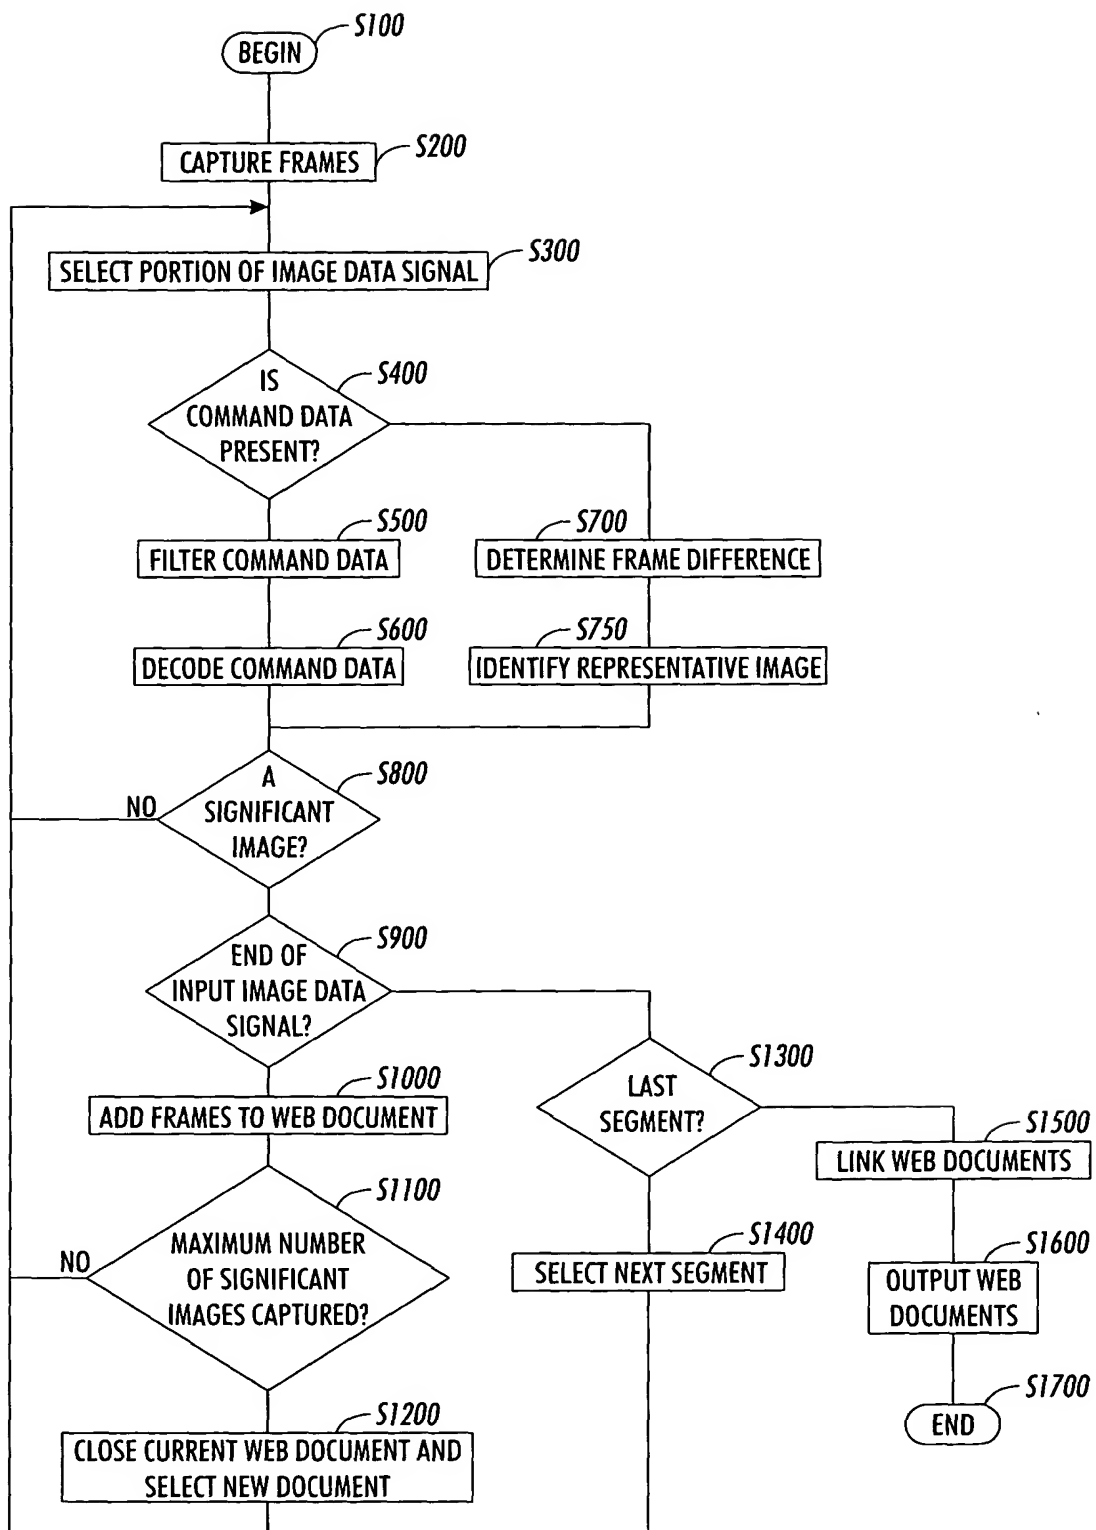 S100
BEGIN
S200
CAPTURE FRAMES
S300
SELECT PORTION OF IMAGE DATA SIGNAL
S400
IS
COMMAND DATA
PRESENT?
S500
FILTER COMMAND DATA
S700
DETERMINE FRAME DIFFERENCE
S600
DECODE COMMAND DATA
S750
IDENTIFY REPRESENTATIVE IMAGE
S800
A
SIGNIFICANT
IMAGE?
NO
S900
END OF
INPUT IMAGE DATA
SIGNAL?
S1000
ADD FRAMES TO WEB DOCUMENT
S1300
LAST
SEGMENT?
S1500
LINK WEB DOCUMENTS
S1100
MAXIMUM NUMBER
OF SIGNIFICANT
IMAGES CAPTURED?
NO
S1400
SELECT NEXT SEGMENT
S1600
OUTPUT WEB
DOCUMENTS
S1200
CLOSE CURRENT WEB DOCUMENT AND
SELECT NEW DOCUMENT
S1700
END